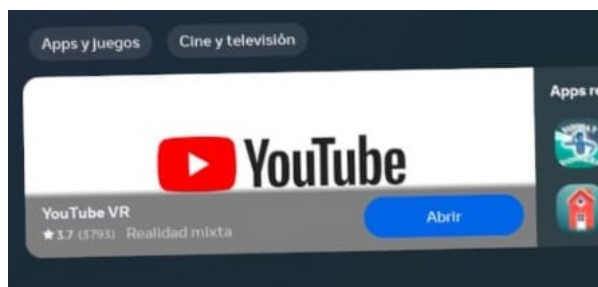 Apps y juegos
Cine y televisión
Apps re
YouTube
YouTube VR
Abrir
★3.7 (3793) Realidad mixta